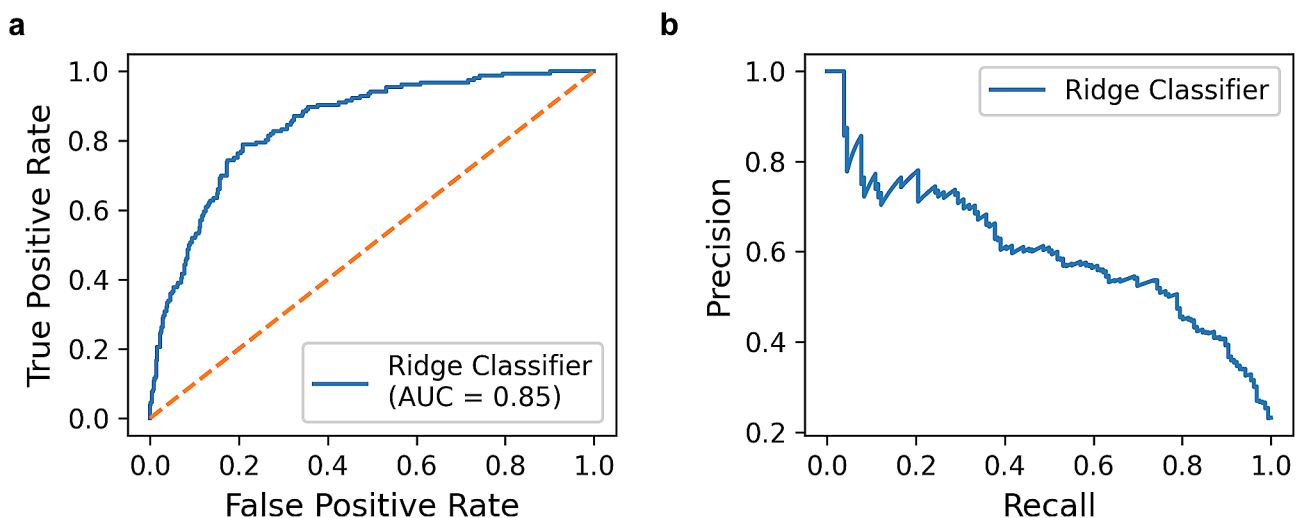 a
True Positive Rate
1.0
0.8
0.6
0.4
0.2
0.0
Ridge Classifier
(AUC = 0.85)
0.0 0.2 0.4 0.6 0.8 1.0
False Positive Rate
b
Precision
1.0
0.8
0.6
0.4
0.2
Ridge Classifier
0.0 0.2 0.4 0.6 0.8 1.0
Recall